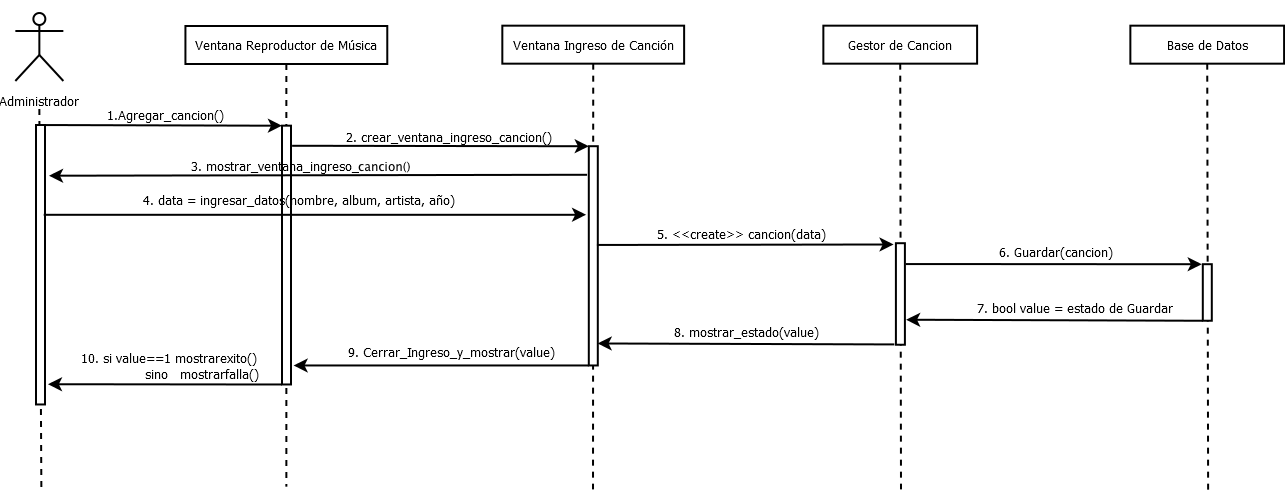 Ventana Reproductor de Música
Ventana Ingreso de Canción
Gestor de Cancion
Base de Datos
Administrador
1.Agregar_cancion()
2. crear_ventana_ingreso_cancion()
3. mostrar_ventana_ingreso_cancion()
4. data = ingresar_datos(nombre, album, artista, año)
5. <<create>> cancion(data)
6. Guardar(cancion)
7. bool value = estado de Guardar
8. mostrar_estado(value)
9. Cerrar_Ingreso_y_mostrar(value)
10. si value==1 mostrarexito()
sino mostrarfalla()